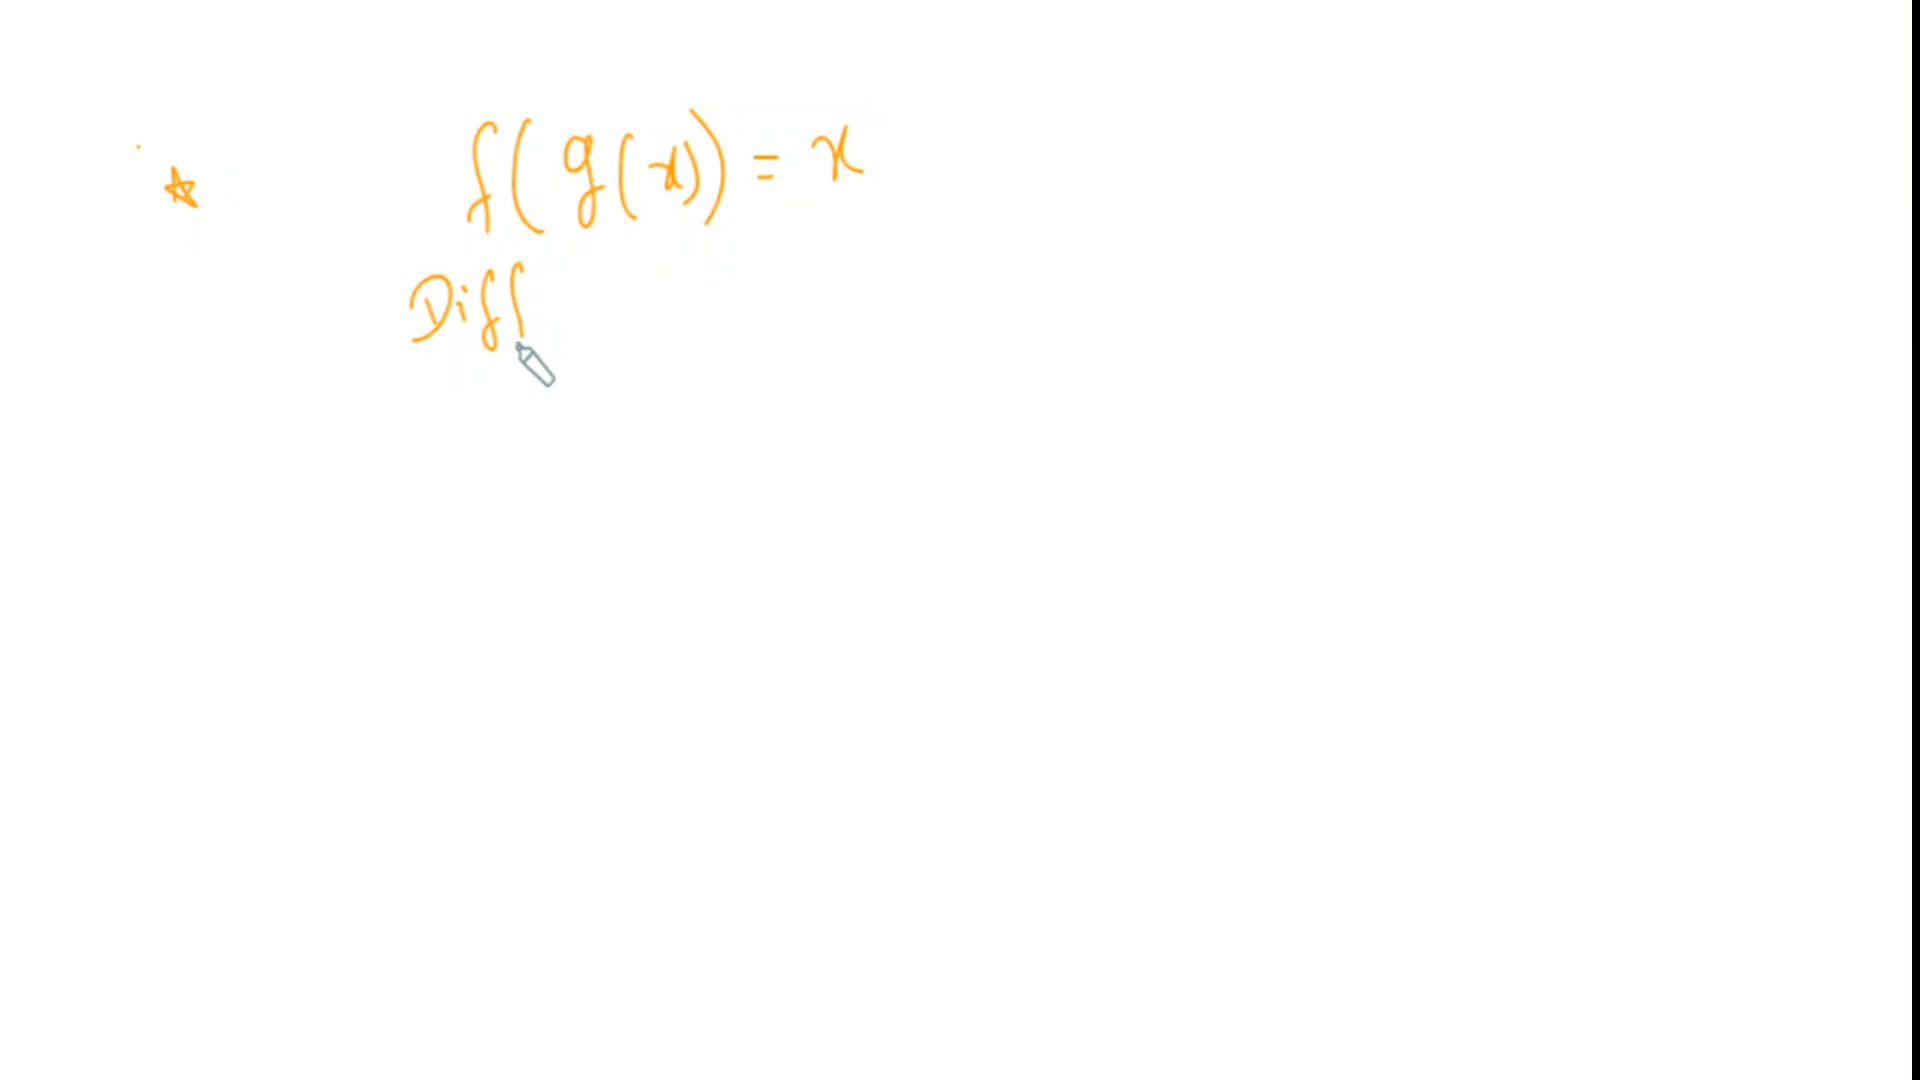 ☆ f(g(x)) = x
Diff